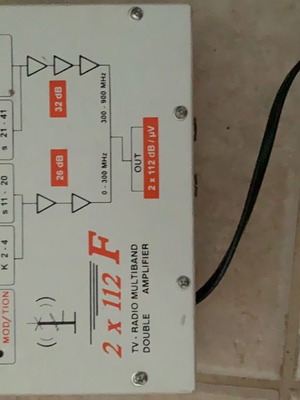 MOD/TION
K 2-4
s 11 - 20
s 21 - 41
26 dB
32 dB
0 - 300 MHz
300 - 900 MHz
OUT
2 x 112 dB / µV
2 x 112 F
TV - RADIO MULTIBAND
DOUBLE AMPLIFIER